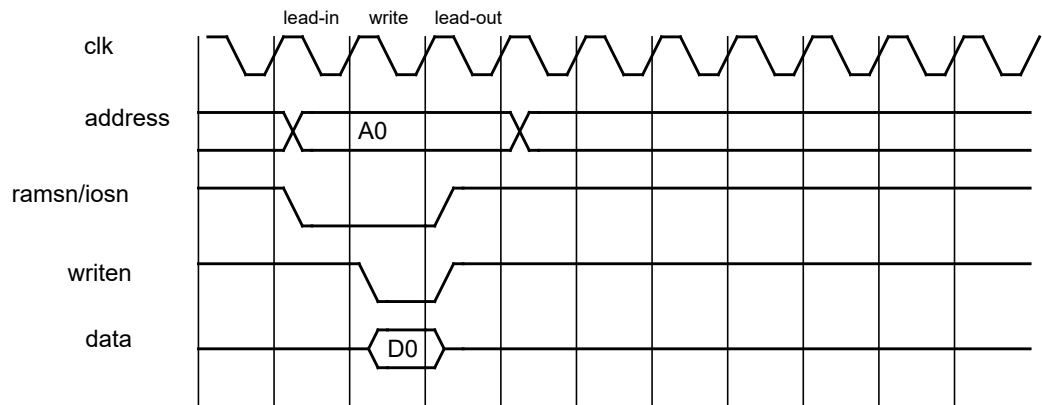 lead-in write lead-out
clk
address
A0
ramsn/iosn
writen
data
D0